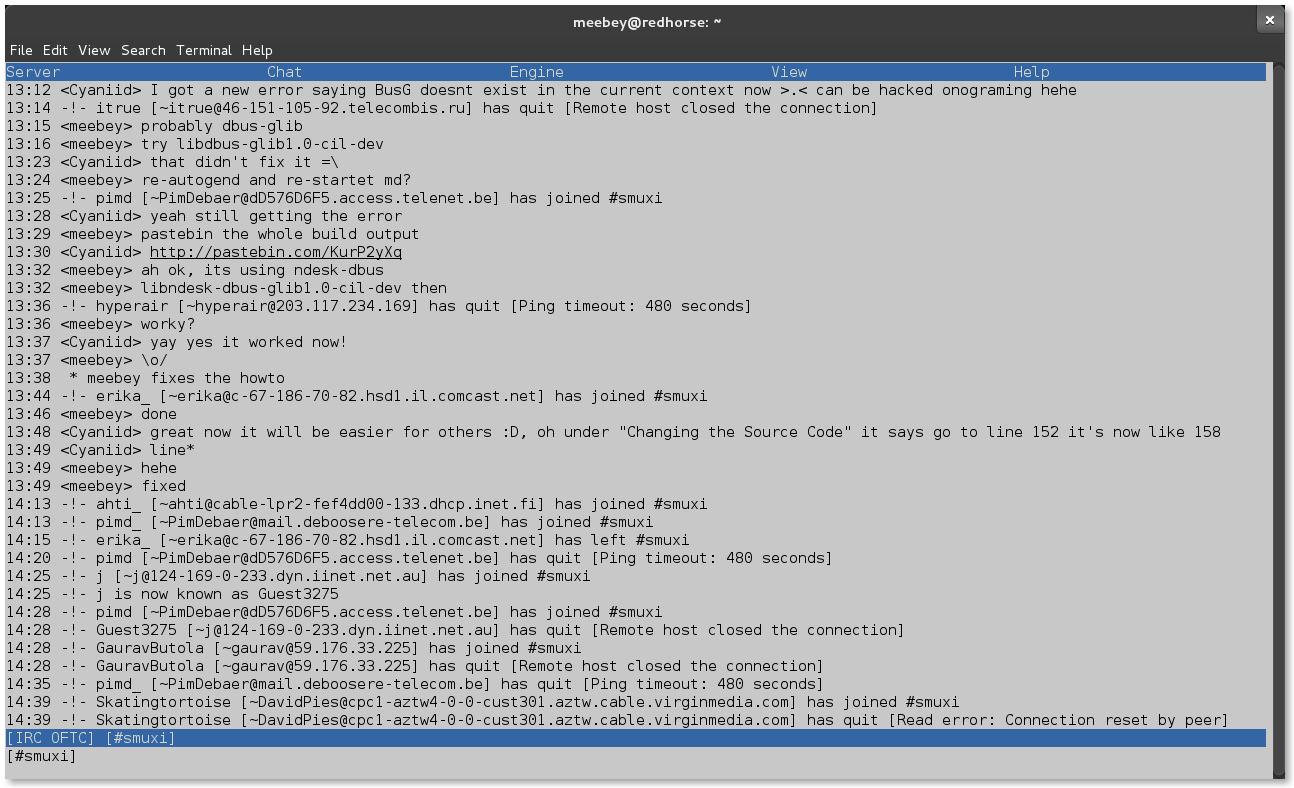 meebey@redhorse: ~
File Edit View Search Terminal Help
Server Chat Engine View Help
13:12 <Cyaniid> I got a new error saying BusG doesnt exist in the current context now >.< can be hacked onograming hehe
13:14 -!- itrue [~itrue@46-151-105-92.telecombis.ru] has quit [Remote host closed the connection]
13:15 <meebey> probably dbus-glib
13:16 <meebey> try libdbus-glib1.0-cil-dev
13:23 <Cyaniid> that didn't fix it =\
13:24 <meebey> re-autogend and re-startet md?
13:25 -!- pimd [~PimDebaer@dD576D6F5.access.telenet.be] has joined #smuxi
13:28 <Cyaniid> yeah still getting the error
13:29 <meebey> pastebin the whole build output
13:30 <Cyaniid> http://pastebin.com/KurP2yXq
13:32 <meebey> ah ok, its using ndesk-dbus
13:32 <meebey> libndesk-dbus-glib1.0-cil-dev then
13:36 -!- hyperair [~hyperair@203.117.234.169] has quit [Ping timeout: 480 seconds]
13:36 <meebey> worky?
13:37 <Cyaniid> yay yes it worked now!
13:37 <meebey> \o/
13:38  * meebey fixes the howto
13:44 -!- erika_ [~erika@c-67-186-70-82.hsd1.il.comcast.net] has joined #smuxi
13:46 <meebey> done
13:48 <Cyaniid> great now it will be easier for others :D, oh under "Changing the Source Code" it says go to line 152 it's now like 158
13:49 <Cyaniid> line*
13:49 <meebey> hehe
13:49 <meebey> fixed
14:13 -!- ahti_ [~ahti@cable-lpr2-fef4dd00-133.dhcp.inet.fi] has joined #smuxi
14:13 -!- pimd_ [~PimDebaer@mail.deboosere-telecom.be] has joined #smuxi
14:15 -!- erika_ [~erika@c-67-186-70-82.hsd1.il.comcast.net] has left #smuxi
14:20 -!- pimd [~PimDebaer@dD576D6F5.access.telenet.be] has quit [Ping timeout: 480 seconds]
14:25 -!- j [~j@124-169-0-233.dyn.iinet.net.au] has joined #smuxi
14:25 -!- j is now known as Guest3275
14:28 -!- pimd [~PimDebaer@dD576D6F5.access.telenet.be] has joined #smuxi
14:28 -!- Guest3275 [~j@124-169-0-233.dyn.iinet.net.au] has quit [Remote host closed the connection]
14:28 -!- GauravButola [~gaurav@59.176.33.225] has joined #smuxi
14:28 -!- GauravButola [~gaurav@59.176.33.225] has quit [Remote host closed the connection]
14:35 -!- pimd_ [~PimDebaer@mail.deboosere-telecom.be] has quit [Ping timeout: 480 seconds]
14:39 -!- Skatingtortoise [~DavidPies@cpc1-aztw4-0-0-cust301.aztw.cable.virginmedia.com] has joined #smuxi
14:39 -!- Skatingtortoise [~DavidPies@cpc1-aztw4-0-0-cust301.aztw.cable.virginmedia.com] has quit [Read error: Connection reset by peer]
[IRC OFTC] [#smuxi]
[#smuxi]